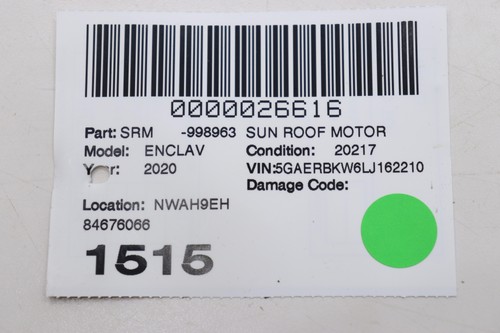 0000026616
Part: SRM -998963 SUN ROOF MOTOR
Model: ENCLAV Condition: 20217
Year: 2020 VIN:5GAERBKW6LJ162210
Damage Code:
Location: NWAH9EH
84676066
1515